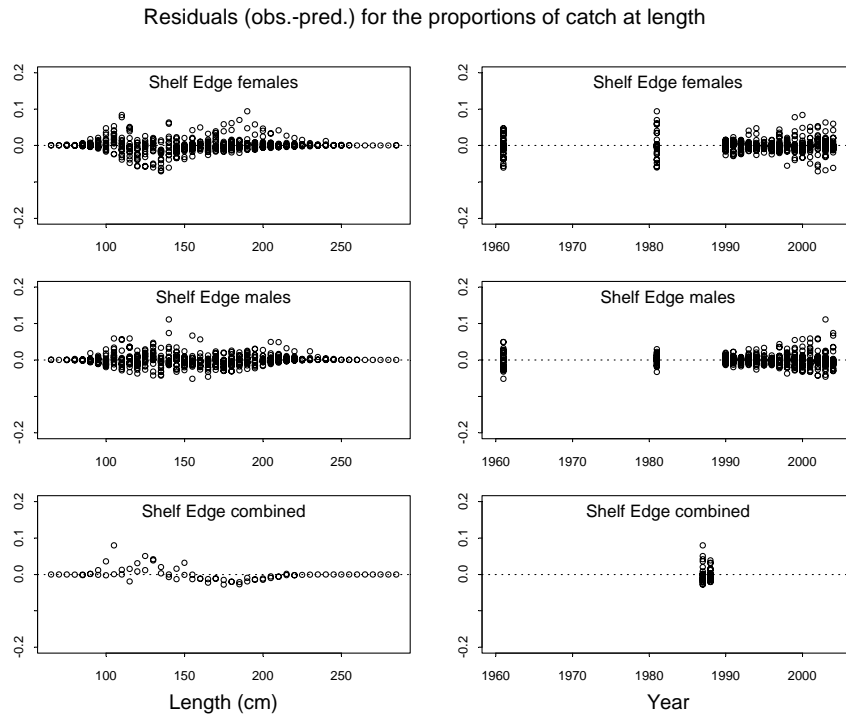 Residuals (obs.-pred.) for the proportions of catch at length
Shelf Edge females
0.2
0.1
0.0
-0.2
100 150 200 250
Shelf Edge females
0.2
0.1
0.0
-0.2
1960 1970 1980 1990 2000
Shelf Edge males
0.2
0.1
0.0
-0.2
100 150 200 250
Shelf Edge males
0.2
0.1
0.0
-0.2
1960 1970 1980 1990 2000
Shelf Edge combined
0.2
0.1
0.0
-0.2
100 150 200 250
Length (cm)
Shelf Edge combined
0.2
0.1
0.0
-0.2
1960 1970 1980 1990 2000
Year